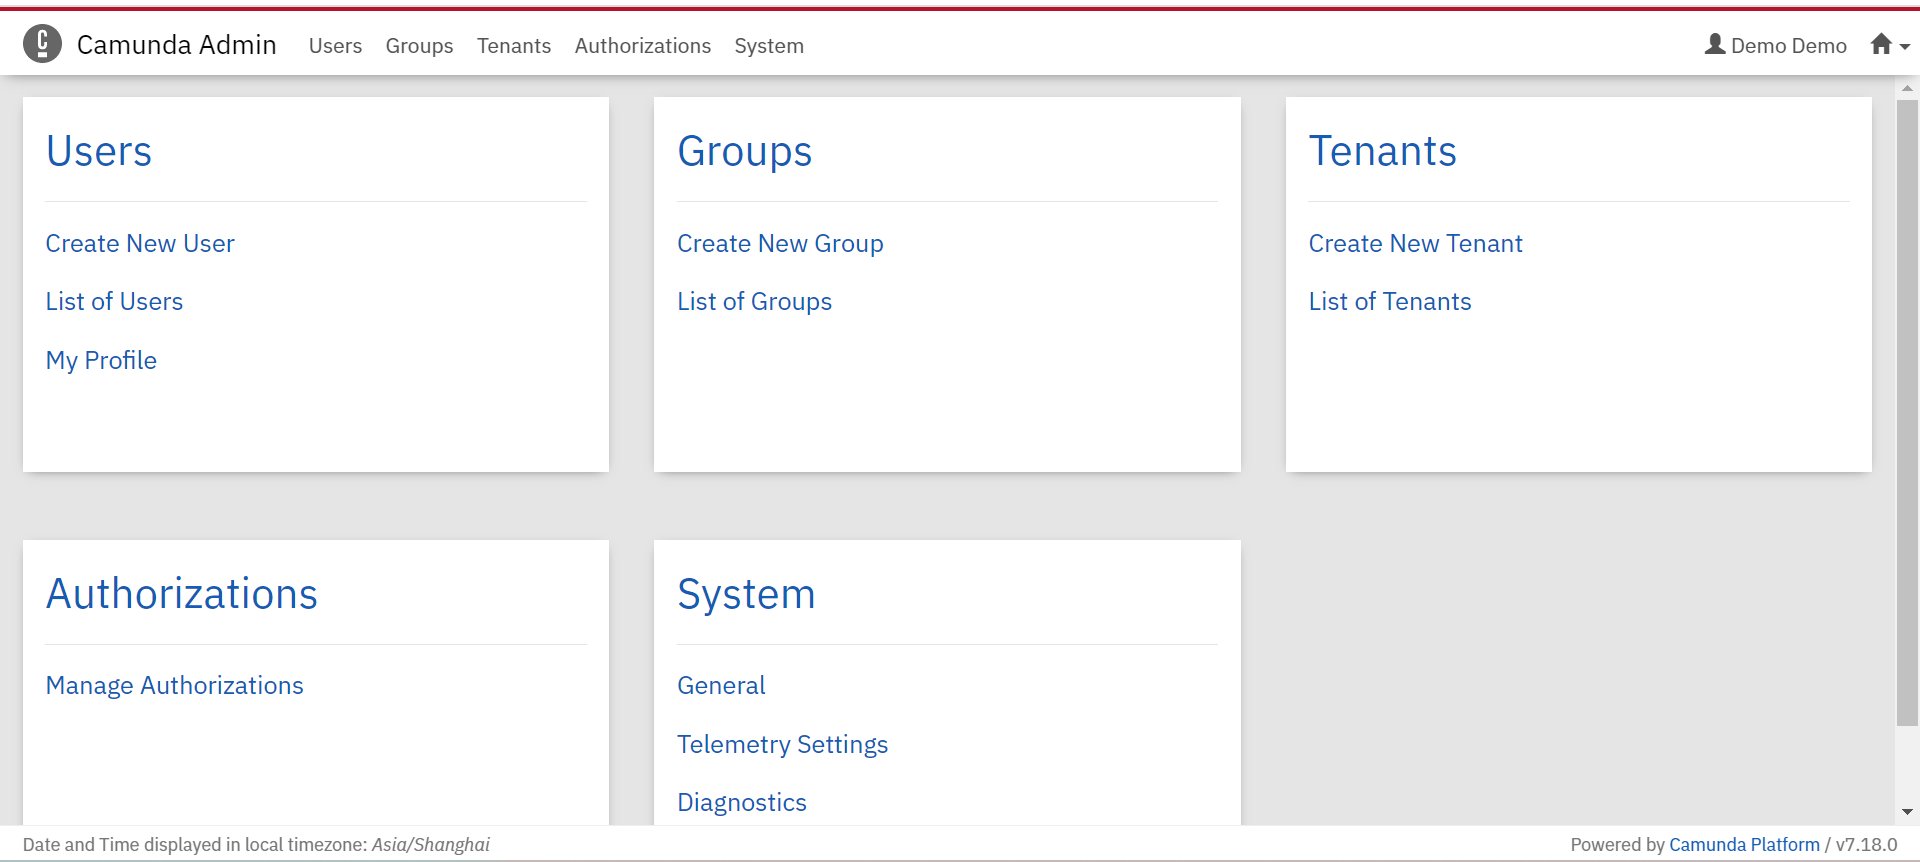 Camunda Admin Users Groups Tenants Authorizations System Demo Demo
Users
Create New User
List of Users
My Profile
Groups
Create New Group
List of Groups
Tenants
Create New Tenant
List of Tenants
Authorizations
Manage Authorizations
System
General
Telemetry Settings
Diagnostics
Date and Time displayed in local timezone: Asia/Shanghai
Powered by Camunda Platform / v7.18.0